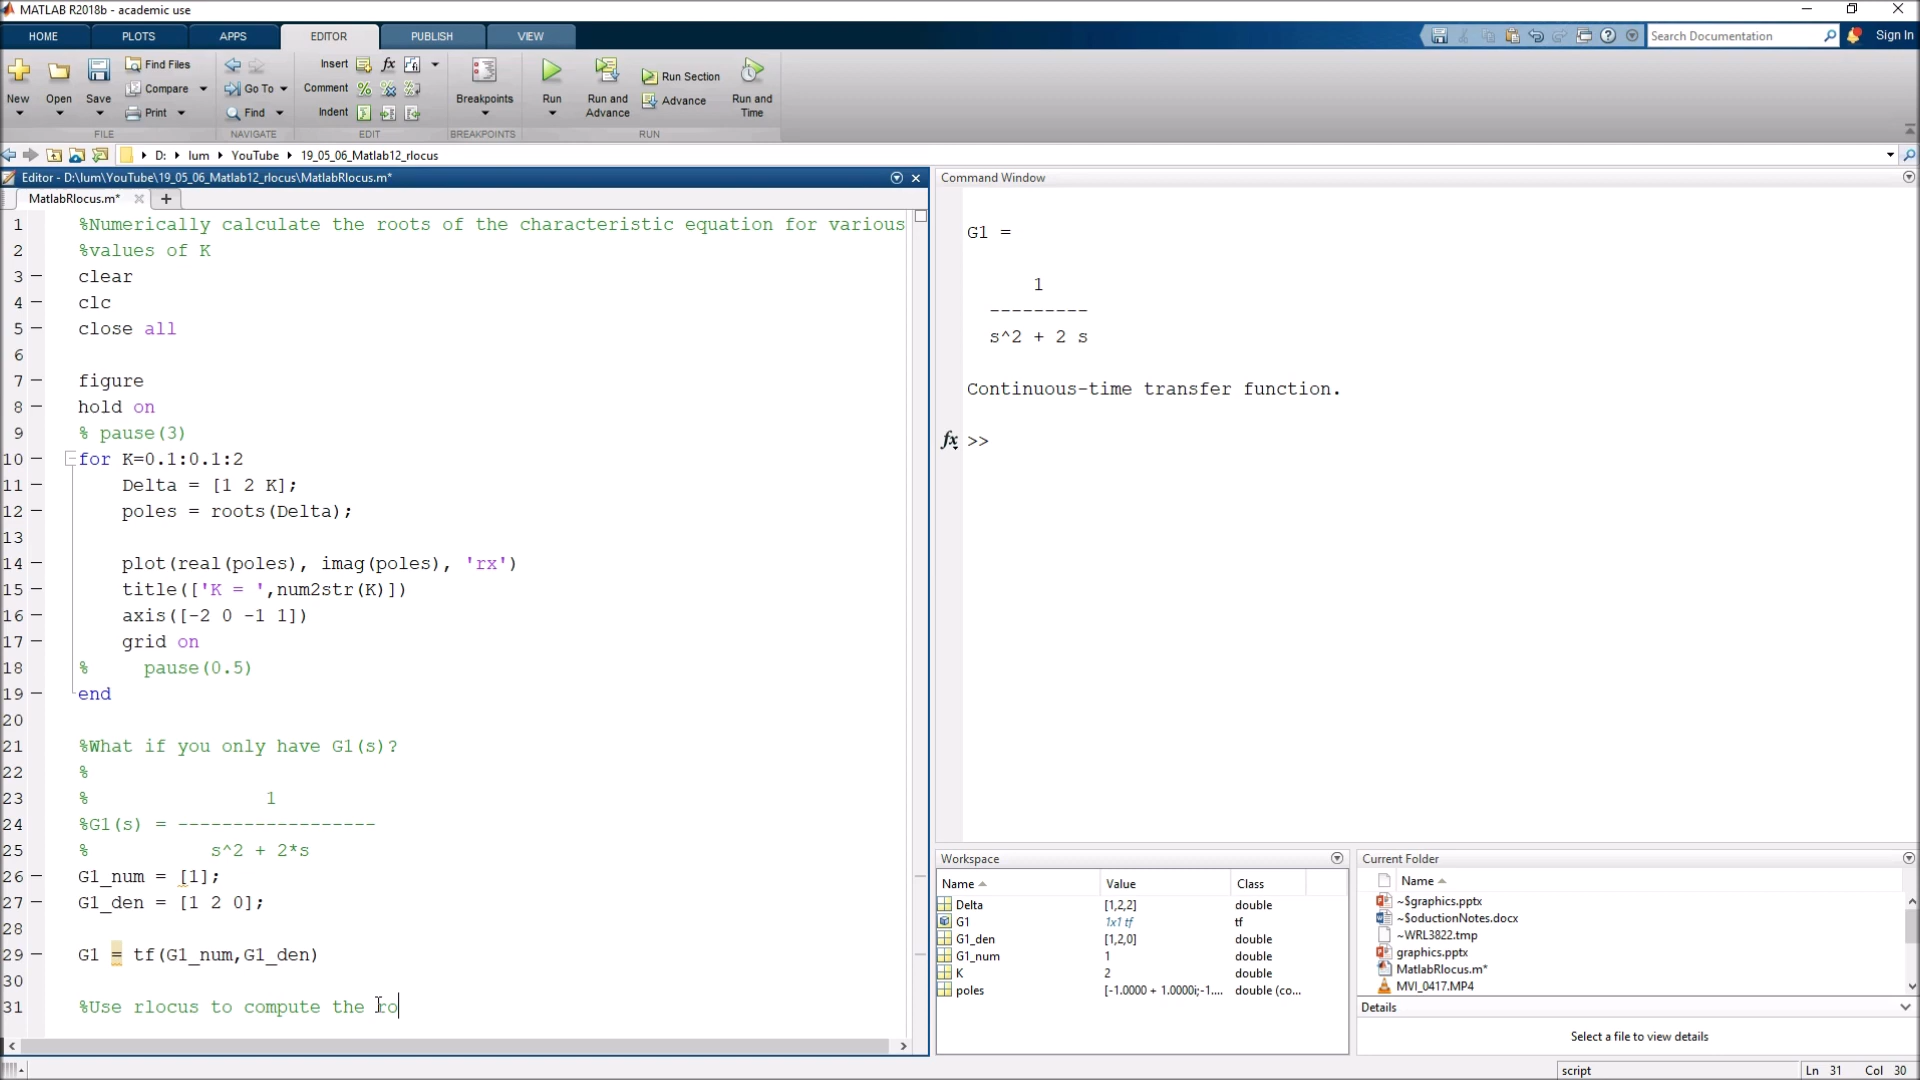 MATLAB R2018b - academic use
HOME PLOTS APPS EDITOR PUBLISH VIEW
Search Documentation
Sign In
New
Open
Save
Find Files
Compare
Print
Go To
Find
Insert fx
Comment
Indent
Breakpoints
Run
Run and Advance
Run Section
Advance
Run and Time
FILE NAVIGATE EDIT BREAKPOINTS RUN
D: lum YouTube 19_05_06_Matlab12_rlocus
Editor - D:\lum\YouTube\19_05_06_Matlab12_rlocus\MatlabRlocus.m*
MatlabRlocus.m* +
1 %Numerically calculate the roots of the characteristic equation for various
2 %values of K
3 clear
4 clc
5 close all
6
7 figure
8 hold on
9 % pause(3)
10 for K=0.1:0.1:2
11 Delta = [1 2 K];
12 poles = roots(Delta);
13
14 plot(real(poles), imag(poles), 'rx')
15 title(['K = ',num2str(K)])
16 axis([-2 0 -1 1])
17 grid on
18 % pause(0.5)
19 end
20
21 %What if you only have G1(s)?
22 %
23 % 1
24 %G1(s) = ------------------
25 % s^2 + 2*s
26 G1_num = [1];
27 G1_den = [1 2 0];
28
29 G1 = tf(G1_num,G1_den)
30
31 %Use rlocus to compute the ro
Command Window
G1 =
1
---------
s^2 + 2 s
Continuous-time transfer function.
fx >>
Workspace
Name Value Class
Delta [1,2,2] double
G1 1x1 tf tf
G1_den [1,2,0] double
G1_num 1 double
K 2 double
poles [-1.0000 + 1.0000i;-1.... double (co...
Current Folder
Name
~$graphics.pptx
~$oductionNotes.docx
~WRL3822.tmp
graphics.pptx
MatlabRlocus.m*
MVI_0417.MP4
Details
Select a file to view details
script Ln 31 Col 30